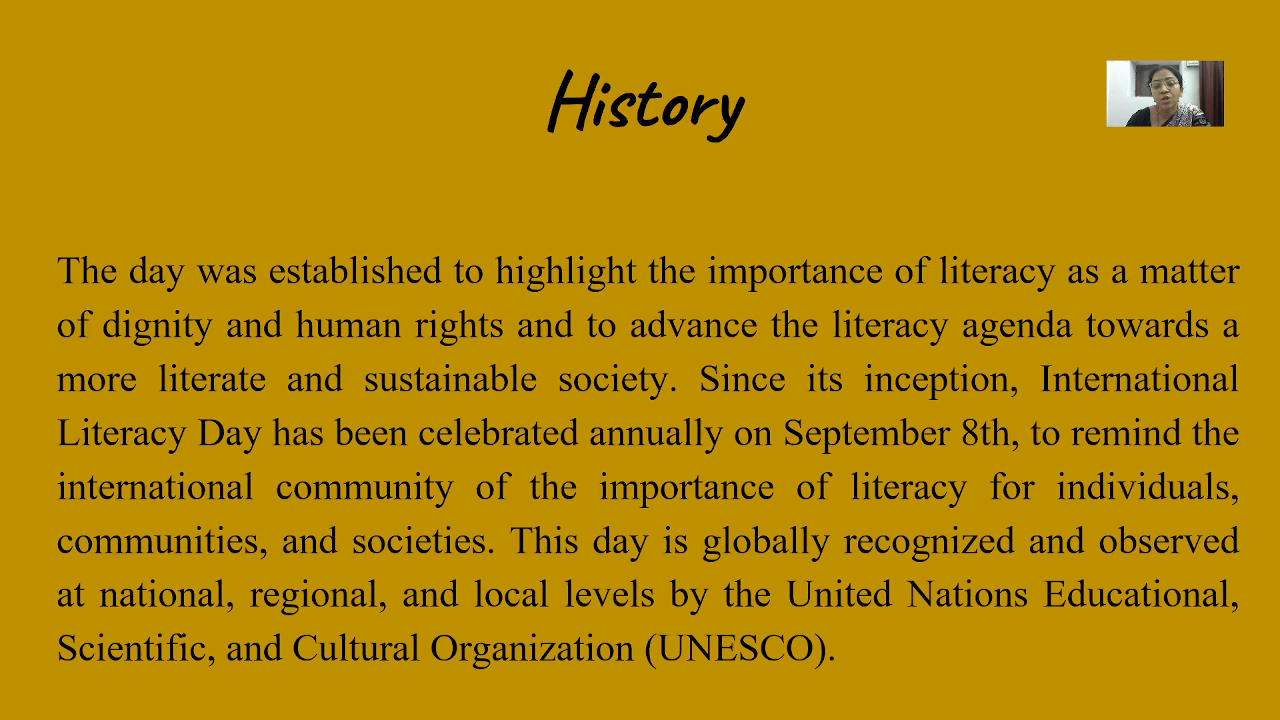 History
The day was established to highlight the importance of literacy as a matter
of dignity and human rights and to advance the literacy agenda towards a
more literate and sustainable society. Since its inception, International
Literacy Day has been celebrated annually on September 8th, to remind the
international community of the importance of literacy for individuals,
communities, and societies. This day is globally recognized and observed
at national, regional, and local levels by the United Nations Educational,
Scientific, and Cultural Organization (UNESCO).